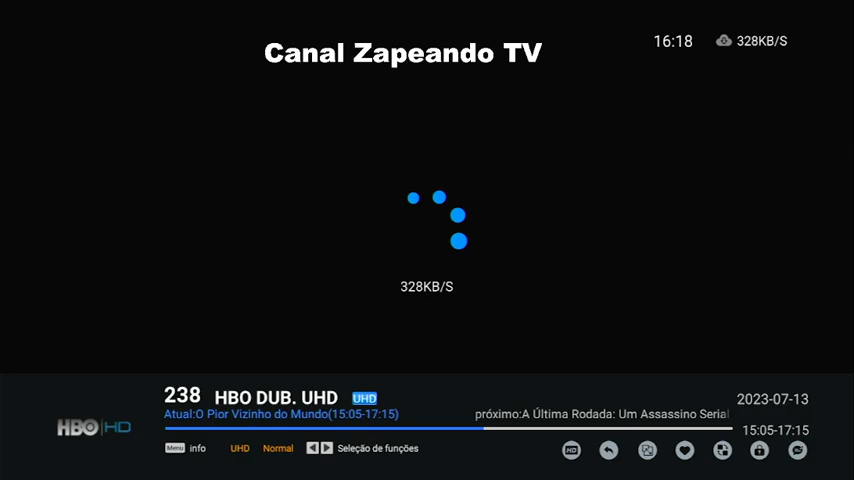 Canal Zapeando TV
16:18 328KB/S
328KB/S
238 HBO DUB. UHD UHD
2023-07-13
Atual:O Pior Vizinho do Mundo(15:05-17:15)
próximo:A Última Rodada: Um Assassino Serial
HBO HD
15:05-17:15
Menu info UHD Normal Seleção de funções
HD